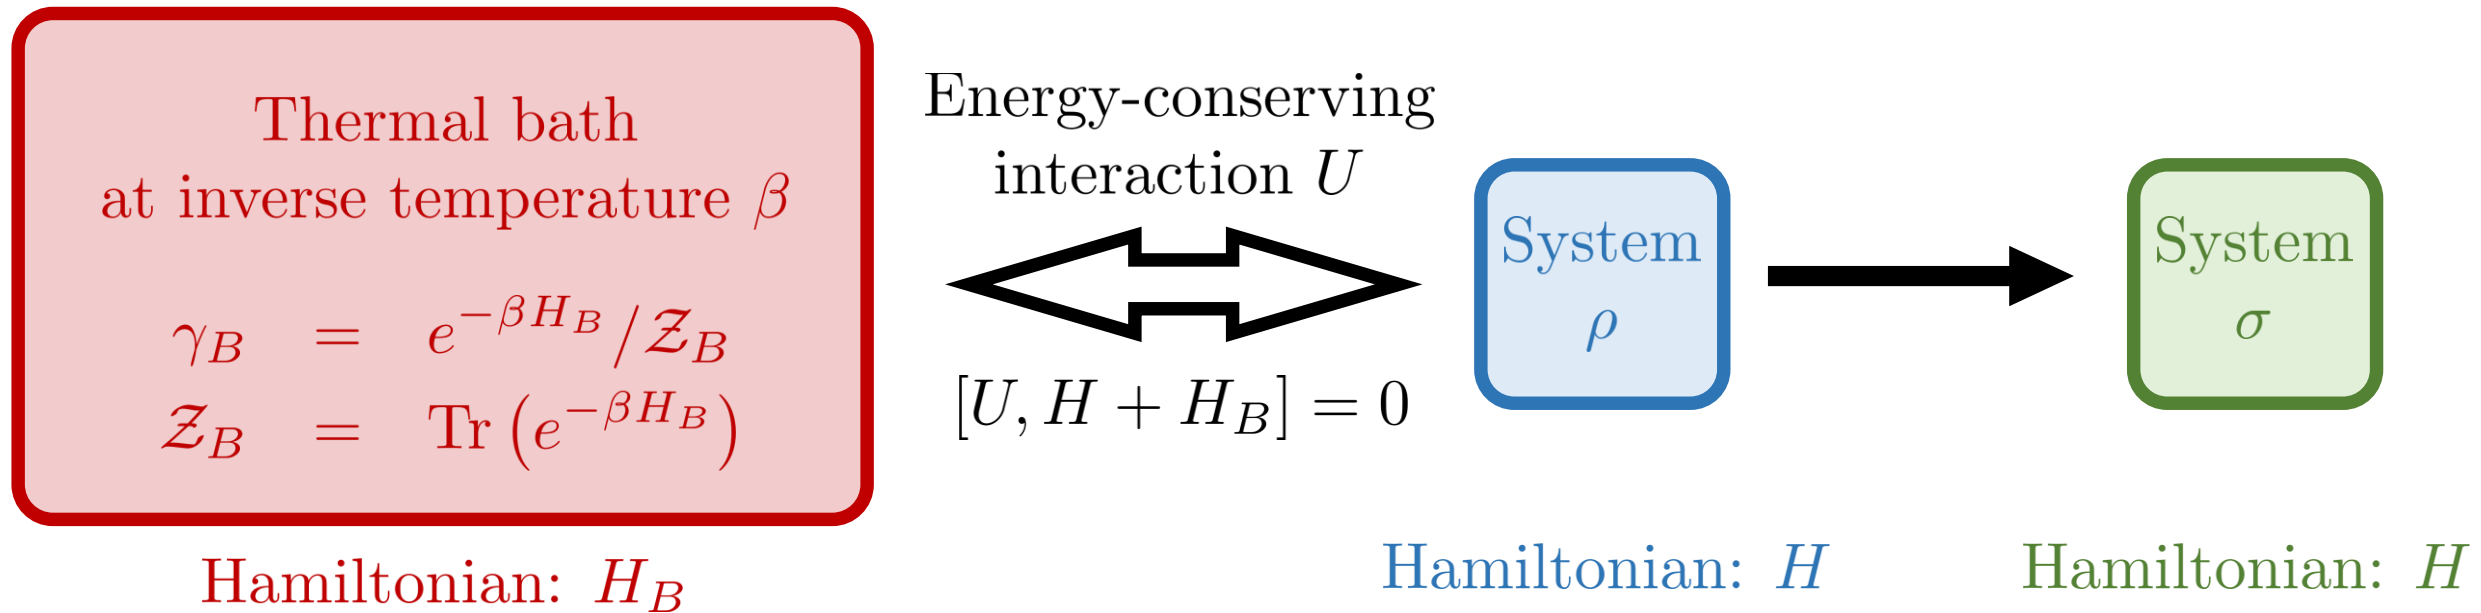 Thermal bath
at inverse temperature β
γ_B = e^{−βH_B}/𝒵_B
𝒵_B = Tr(e^{−βH_B})
Hamiltonian: H_B
Energy-conserving
interaction U
[U, H + H_B] = 0
System
ρ
Hamiltonian: H
System
σ
Hamiltonian: H